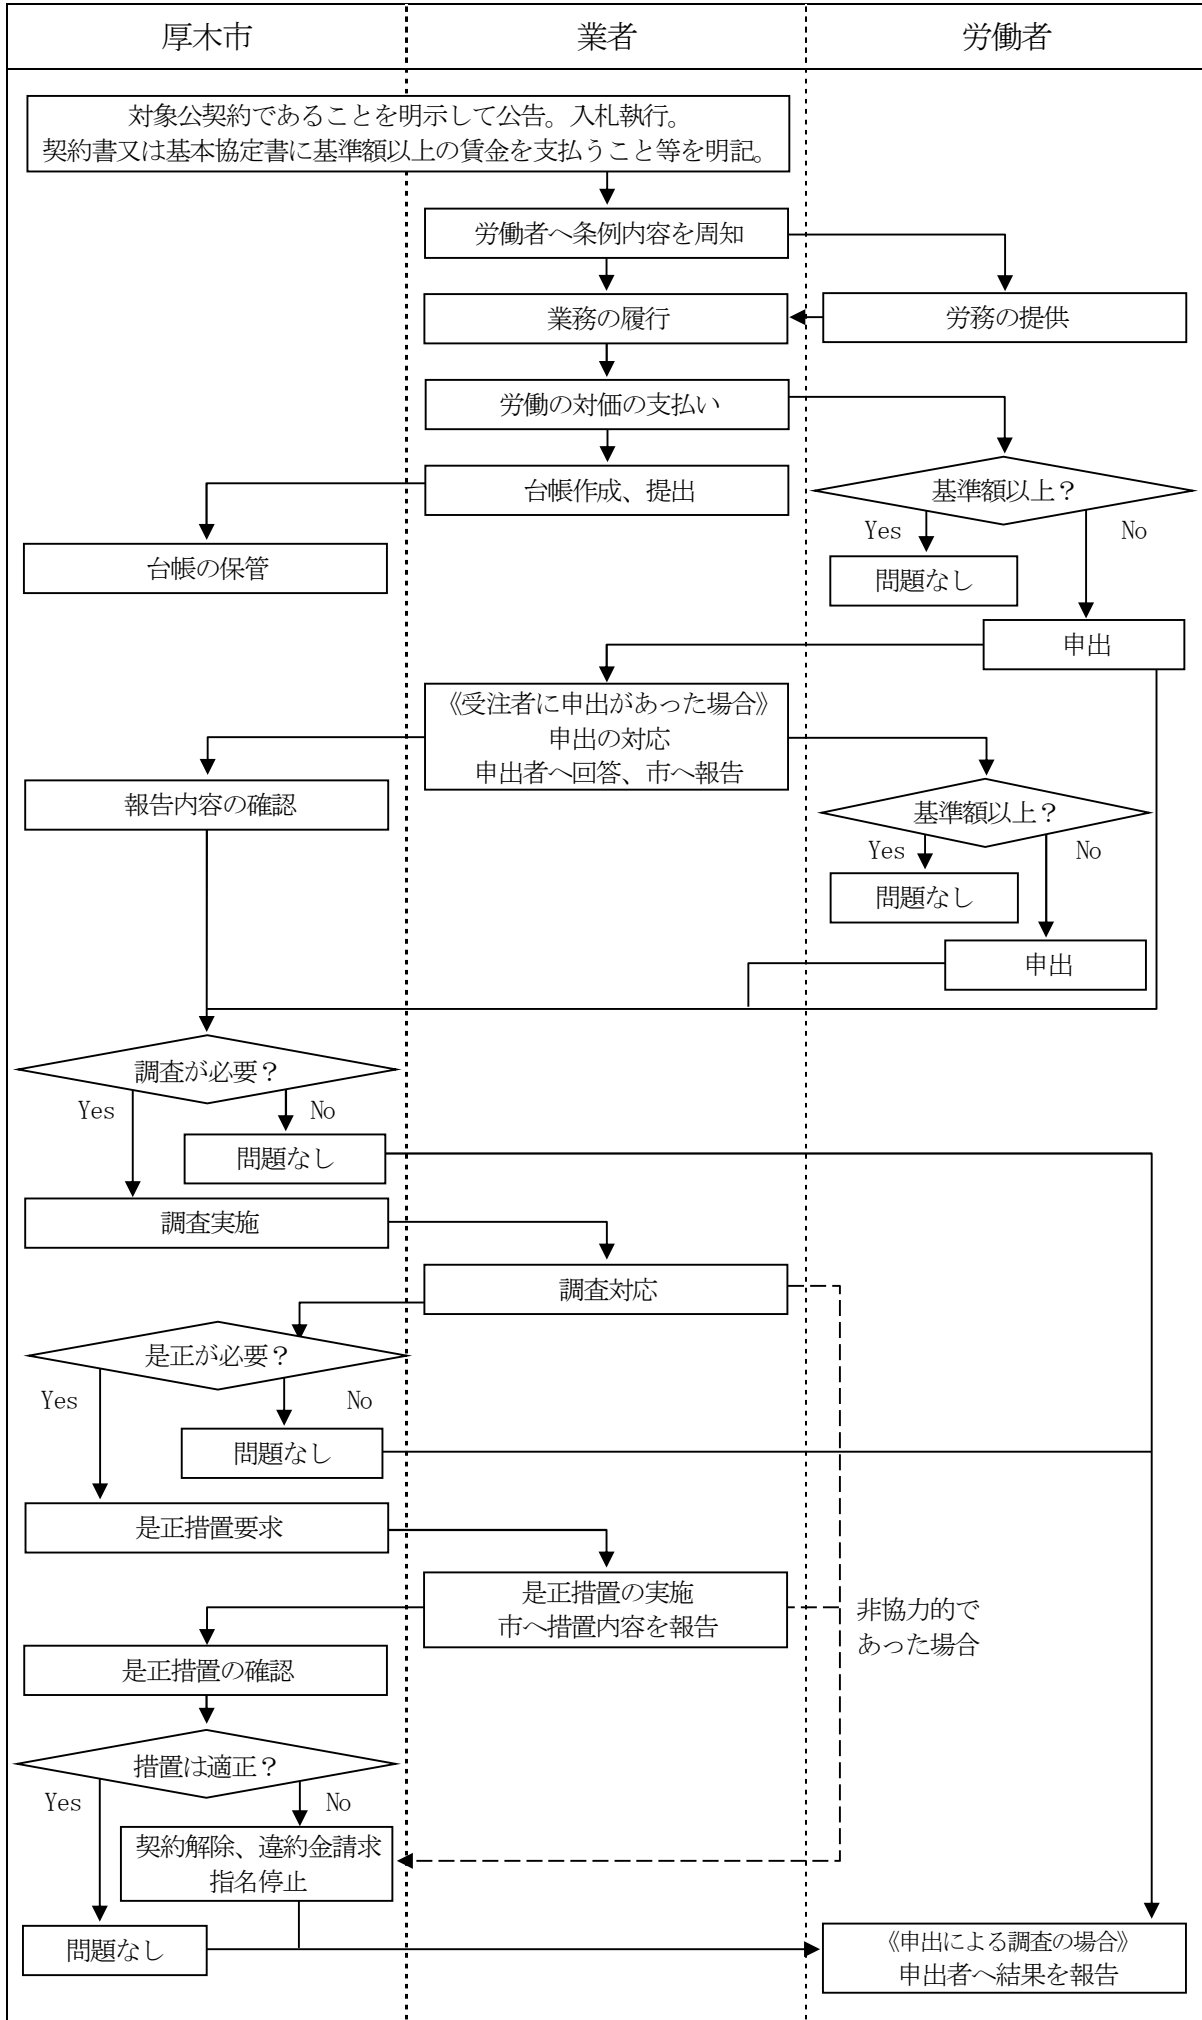 厚木市
業者
労働者
対象公契約であることを明示して公告。入札執行。
契約書又は基本協定書に基準額以上の賃金を支払うこと等を明記。
労働者へ条例内容を周知
業務の履行
労務の提供
労働の対価の支払い
台帳作成、提出
基準額以上？
Yes
No
台帳の保管
問題なし
申出
《受注者に申出があった場合》
申出の対応
申出者へ回答、市へ報告
報告内容の確認
基準額以上？
Yes
No
問題なし
申出
調査が必要？
Yes
No
問題なし
調査実施
調査対応
是正が必要？
Yes
No
問題なし
是正措置要求
是正措置の実施
市へ措置内容を報告
非協力的で
あった場合
是正措置の確認
措置は適正？
Yes
No
契約解除、違約金請求
指名停止
問題なし
《申出による調査の場合》
申出者へ結果を報告